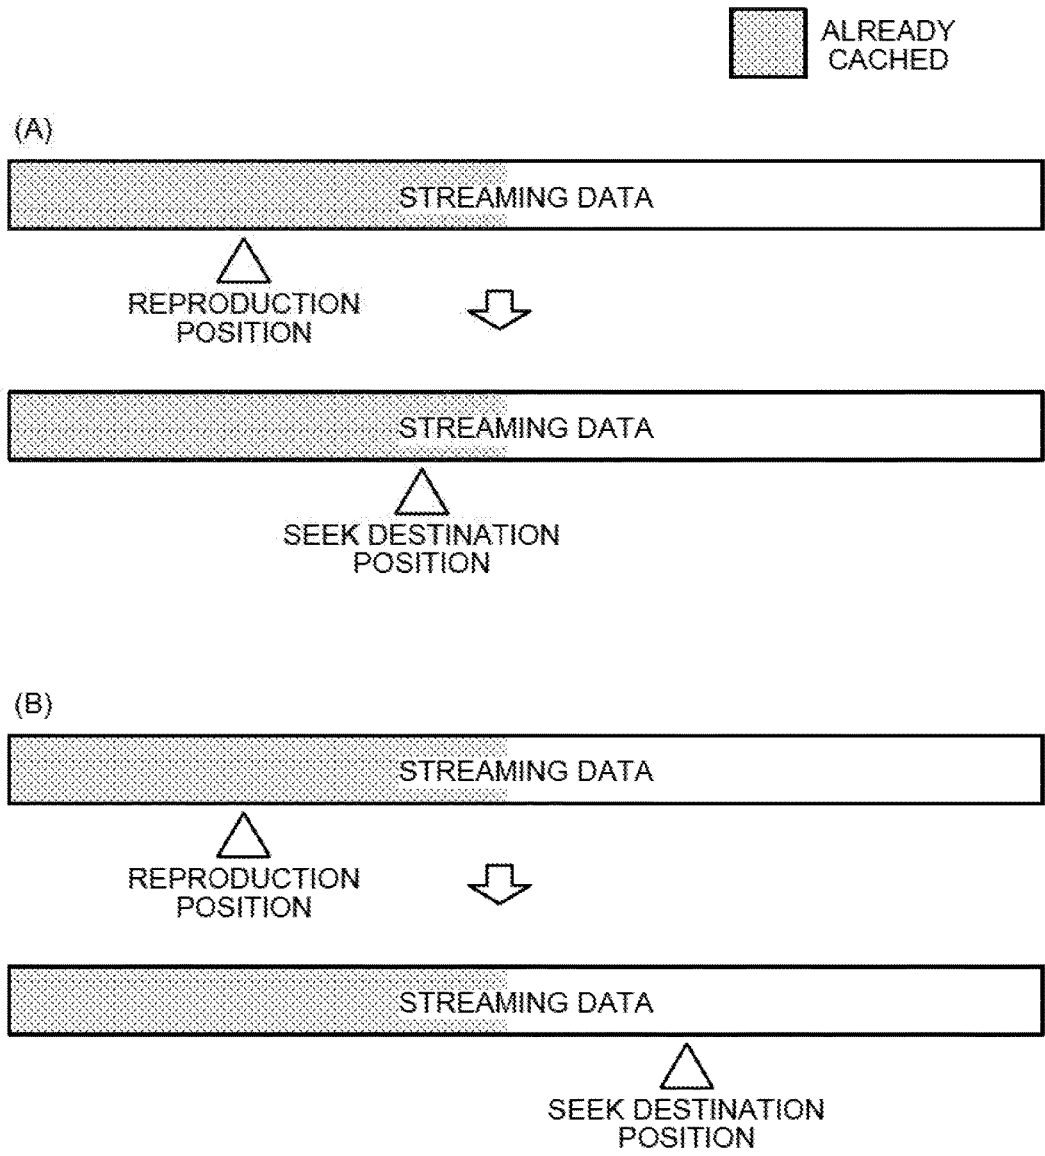 ALREADY
CACHED
(A)
STREAMING DATA
REPRODUCTION
POSITION
STREAMING DATA
SEEK DESTINATION
POSITION
(B)
STREAMING DATA
REPRODUCTION
POSITION
STREAMING DATA
SEEK DESTINATION
POSITION